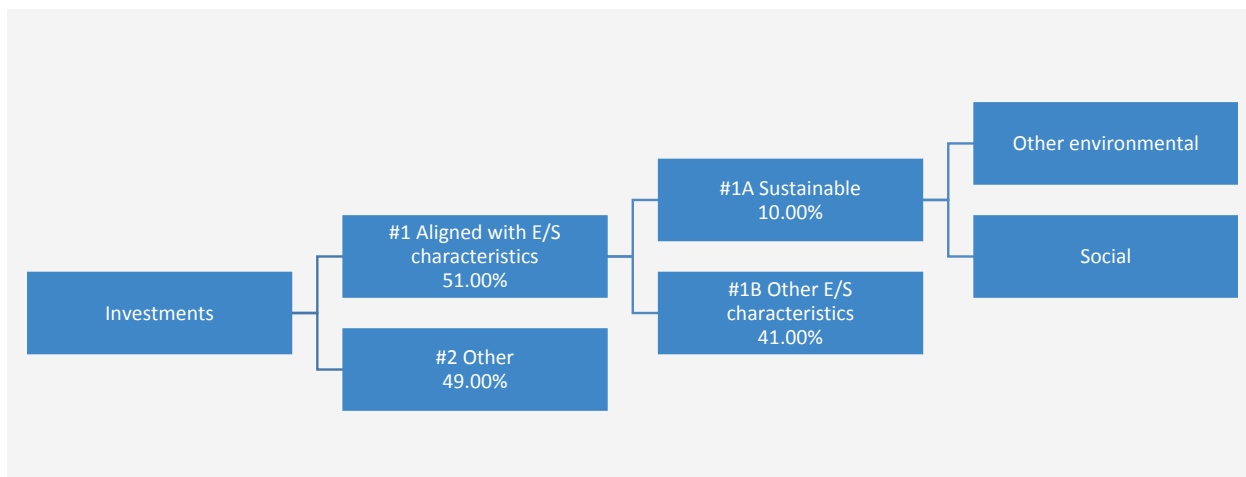 Investments
#1 Aligned with E/S
characteristics
51.00%
#2 Other
49.00%
#1A Sustainable
10.00%
#1B Other E/S
characteristics
41.00%
Other environmental
Social